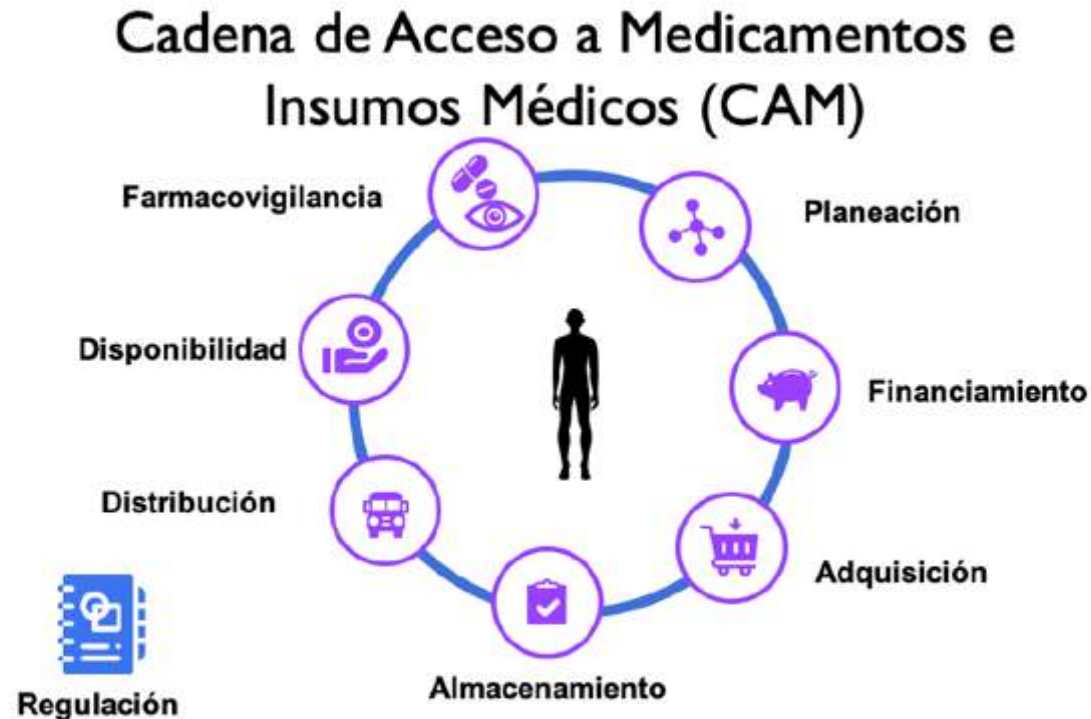 Cadena de Acceso a Medicamentos e
Insumos Médicos (CAM)
Farmacovigilancia
Planeación
Disponibilidad
Financiamiento
Distribución
Adquisición
Almacenamiento
Regulación